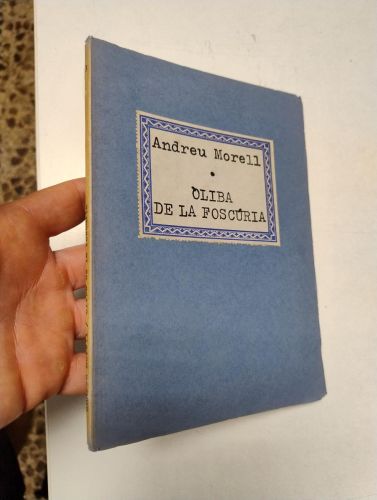 Andreu Morell
•
ÒLIBA
DE LA FOSCÚRIA